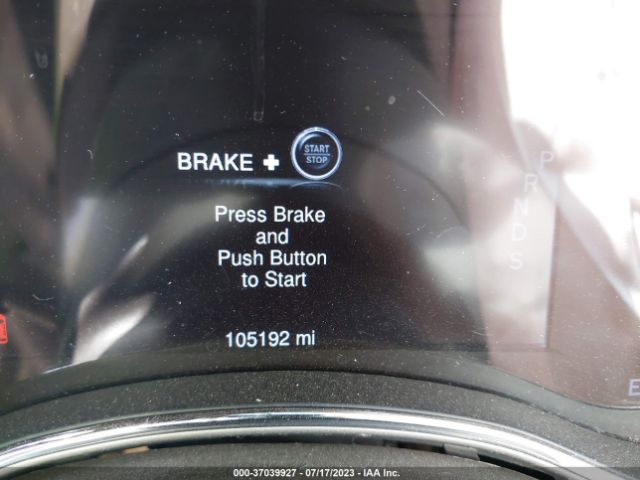 BRAKE + START STOP
Press Brake
and
Push Button
to Start
105192 mi
P
R
N
D
S
E
000-37039927 - 07/17/2023 - IAA Inc.